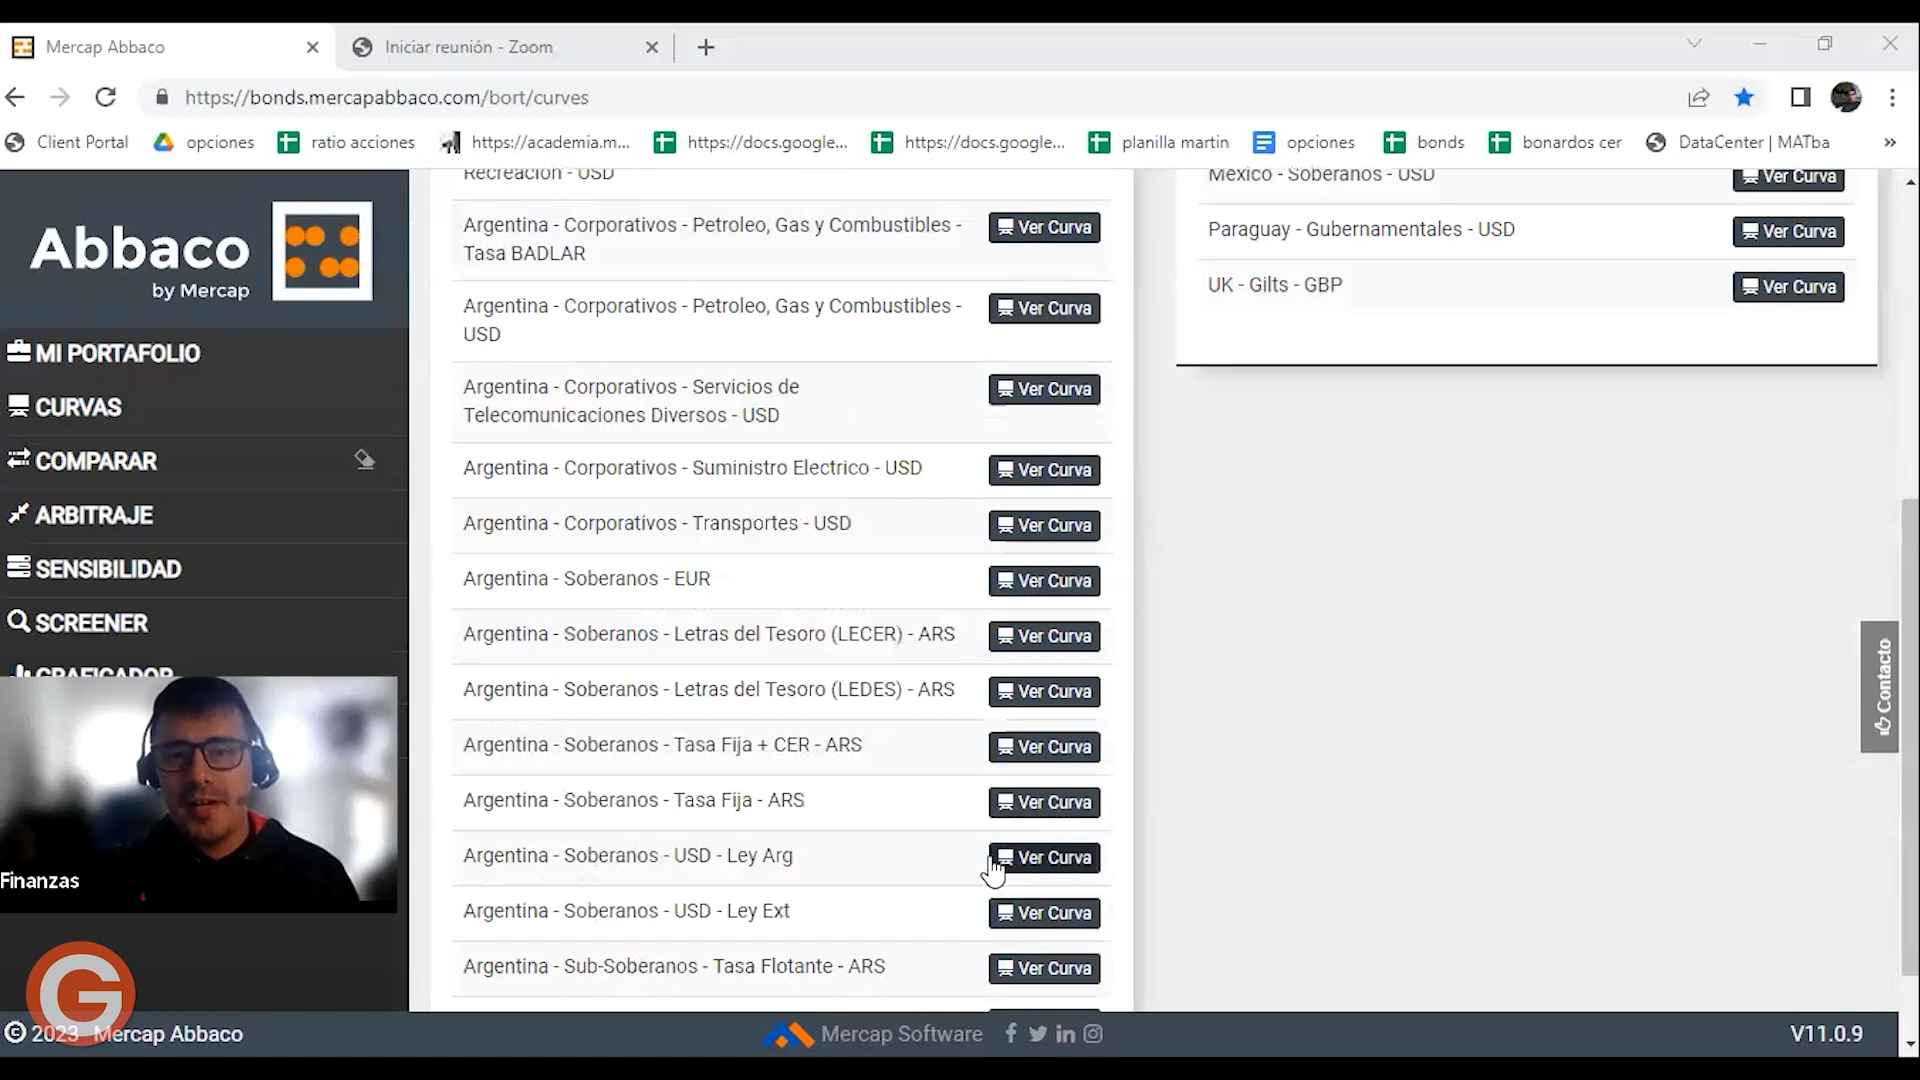 Mercap Abbaco
Iniciar reunión - Zoom
https://bonds.mercapabbaco.com/bort/curves
Client Portal
opciones
ratio acciones
https://academia.m...
https://docs.google...
https://docs.google...
planilla martin
opciones
bonds
bonardos cer
DataCenter | MATba
»
Abbaco
by Mercap
MI PORTAFOLIO
CURVAS
COMPARAR
ARBITRAJE
SENSIBILIDAD
SCREENER
GRAFICADOR
Finanzas
Recreacion - USD
Argentina - Corporativos - Petroleo, Gas y Combustibles -
Tasa BADLAR
Ver Curva
Argentina - Corporativos - Petroleo, Gas y Combustibles -
USD
Ver Curva
Argentina - Corporativos - Servicios de
Telecomunicaciones Diversos - USD
Ver Curva
Argentina - Corporativos - Suministro Electrico - USD
Ver Curva
Argentina - Corporativos - Transportes - USD
Ver Curva
Argentina - Soberanos - EUR
Ver Curva
Argentina - Soberanos - Letras del Tesoro (LECER) - ARS
Ver Curva
Argentina - Soberanos - Letras del Tesoro (LEDES) - ARS
Ver Curva
Argentina - Soberanos - Tasa Fija + CER - ARS
Ver Curva
Argentina - Soberanos - Tasa Fija - ARS
Ver Curva
Argentina - Soberanos - USD - Ley Arg
Ver Curva
Argentina - Soberanos - USD - Ley Ext
Ver Curva
Argentina - Sub-Soberanos - Tasa Flotante - ARS
Ver Curva
Mexico - Soberanos - USD
Ver Curva
Paraguay - Gubernamentales - USD
Ver Curva
UK - Gilts - GBP
Ver Curva
Contacto
G
© 2023 Mercap Abbaco
Mercap Software
V11.0.9